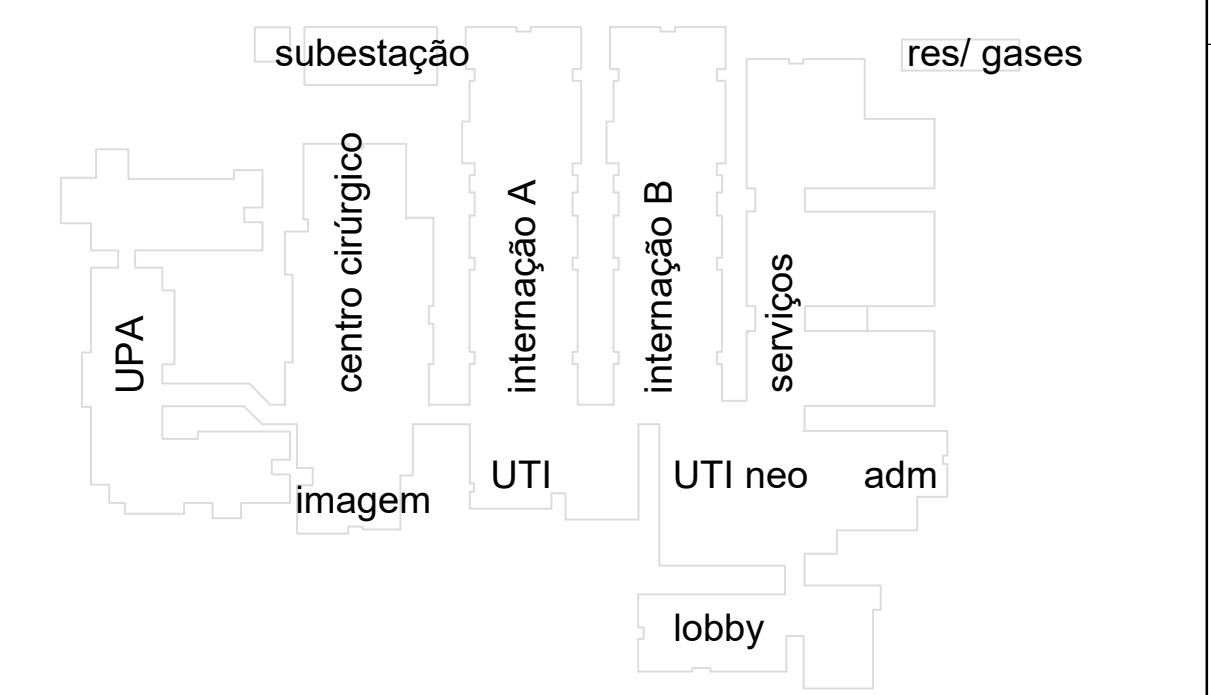 subestação
res/ gases
centro cirúrgico
internação A
internação B
serviços
UPA
UTI
UTI neo
adm
imagem
lobby